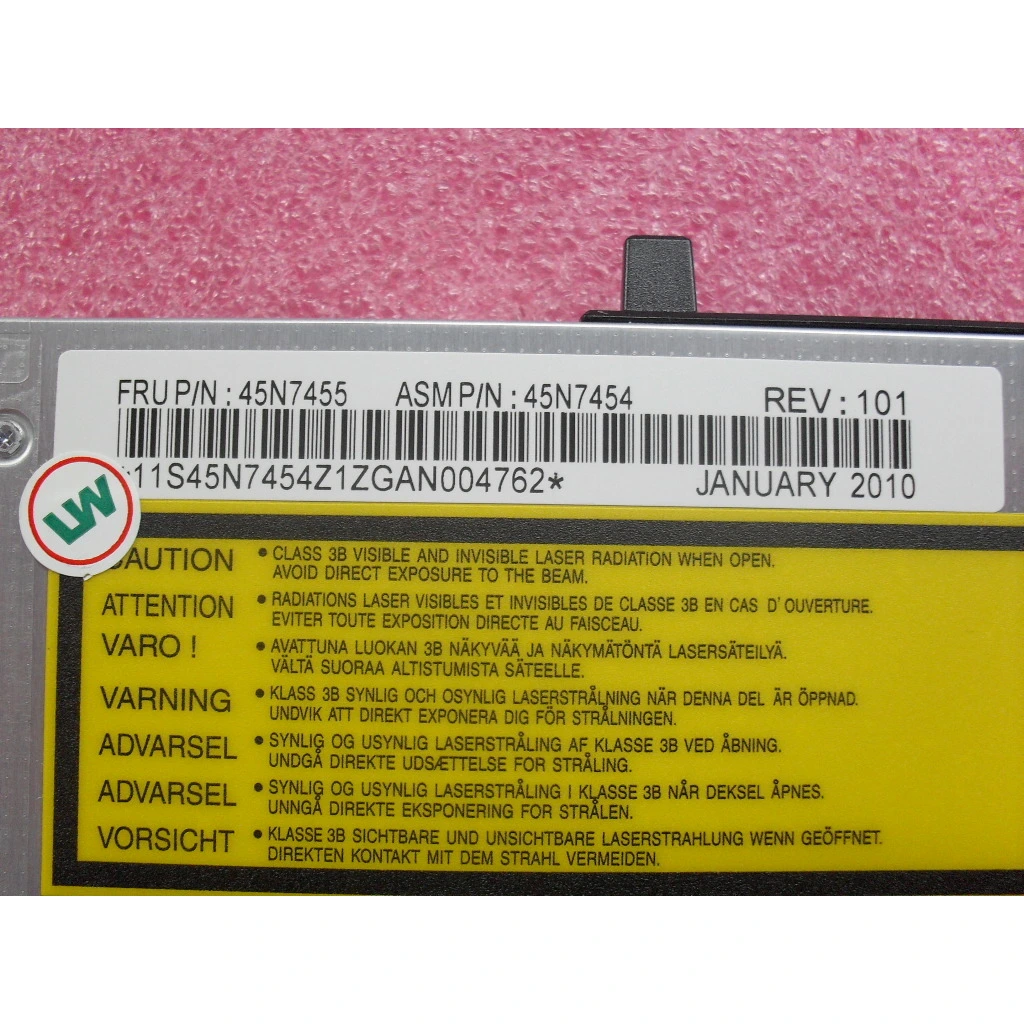 FRU P/N : 45N7455 ASM P/N : 45N7454 REV : 101
*11S45N7454Z1ZGAN004762* JANUARY 2010
LW
CAUTION • CLASS 3B VISIBLE AND INVISIBLE LASER RADIATION WHEN OPEN.
AVOID DIRECT EXPOSURE TO THE BEAM.
ATTENTION • RADIATIONS LASER VISIBLES ET INVISIBLES DE CLASSE 3B EN CAS D'OUVERTURE.
EVITER TOUTE EXPOSITION DIRECTE AU FAISCEAU.
VARO ! • AVATTUNA LUOKAN 3B NÄKYVÄÄ JA NÄKYMÄTÖNTÄ LASERSÄTEILYÄ.
VÄLTÄ SUORAA ALTISTUMISTA SÄTEELLE.
VARNING • KLASS 3B SYNLIG OCH OSYNLIG LASERSTRÅLNING NÄR DENNA DEL ÄR ÖPPNAD.
UNDVIK ATT DIREKT EXPONERA DIG FÖR STRÅLNINGEN.
ADVARSEL • SYNLIG OG USYNLIG LASERSTRÅLING AF KLASSE 3B VED ÅBNING.
UNDGÅ DIREKTE UDSÆTTELSE FOR STRÅLING.
ADVARSEL • SYNLIG OG USYNLIG LASERSTRÅLING I KLASSE 3B NÅR DEKSEL ÅPNES.
UNNGÅ DIREKTE EKSPONERING FOR STRÅLEN.
VORSICHT • KLASSE 3B SICHTBARE UND UNSICHTBARE LASERSTRAHLUNG WENN GEÖFFNET.
DIREKTEN KONTAKT MIT DEM STRAHL VERMEIDEN.